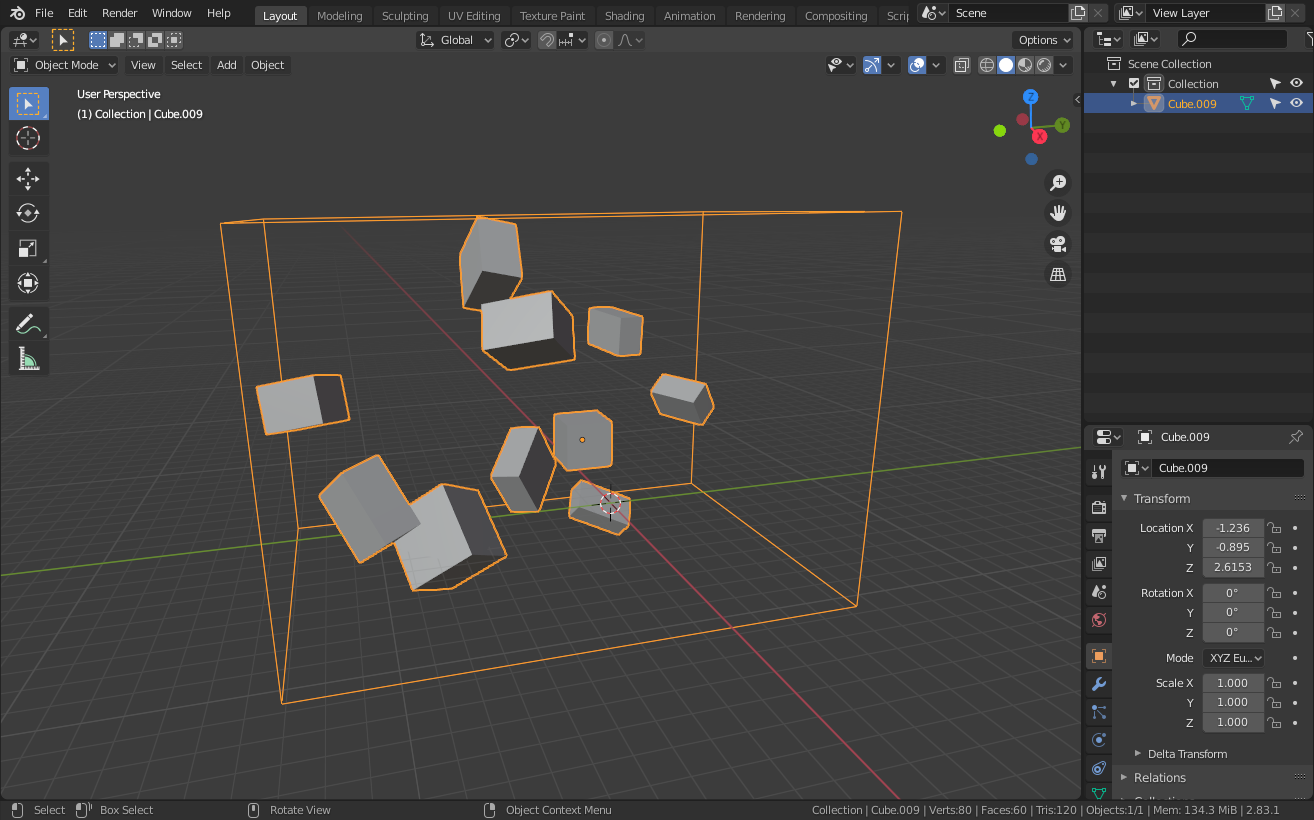 File Edit Render Window Help Layout Modeling Sculpting UV Editing Texture Paint Shading Animation Rendering Compositing Scene View Layer
Global Options
Object Mode View Select Add Object
User Perspective
(1) Collection | Cube.009
Z
Y
X
Scene Collection
Collection
Cube.009
Cube.009
Cube.009
Transform
Location X -1.236
Y -0.895
Z 2.6153
Rotation X 0°
Y 0°
Z 0°
Mode XYZ Eu...
Scale X 1.000
Y 1.000
Z 1.000
Delta Transform
Relations
Select Box Select Rotate View Object Context Menu Collection | Cube.009 | Verts:80 | Faces:60 | Tris:120 | Objects:1/1 | Mem: 134.3 MiB | 2.83.1